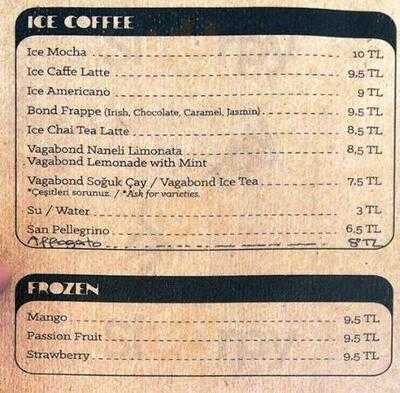 ICE COFFEE
Ice Mocha 10 TL
Ice Caffe Latte 9,5 TL
Ice Americano 9 TL
Bond Frappe (Irish, Chocolate, Caramel, Jasmin) 9,5 TL
Ice Chai Tea Latte 8,5 TL
Vagabond Naneli Limonata 8,5 TL
Vagabond Lemonade with Mint
Vagabond Soğuk Çay / Vagabond Ice Tea 7,5 TL
*Çeşitleri sorunuz. / *Ask for varieties.
Su / Water 3 TL
San Pellegrino 6,5 TL
Affogato 8 TL
FROZEN
Mango 9,5 TL
Passion Fruit 9,5 TL
Strawberry 9,5 TL